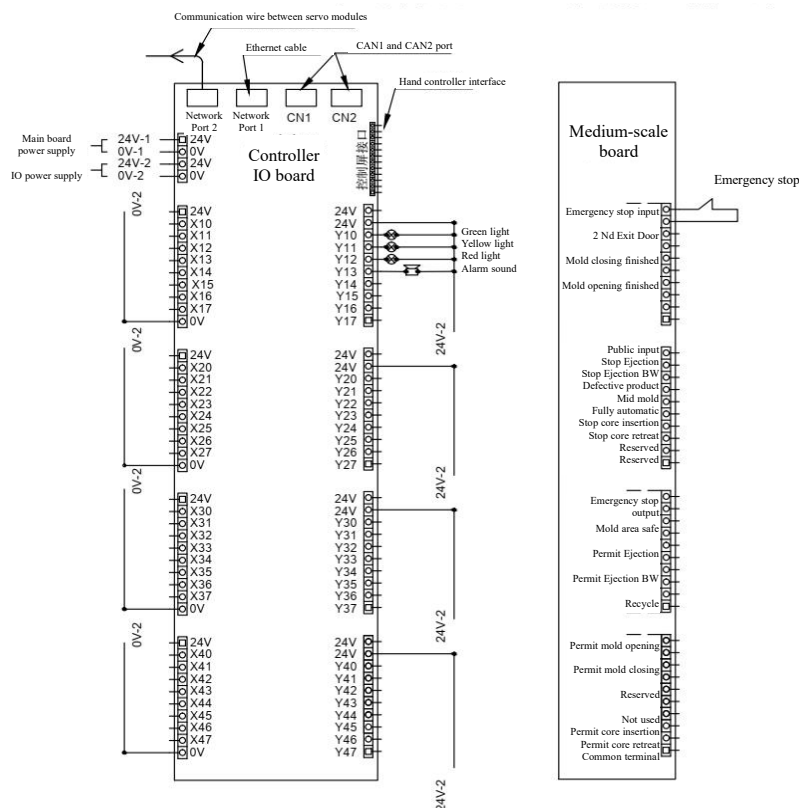 Communication wire between servo modules
Ethernet cable
CAN1 and CAN2 port
Hand controller interface
Network
Port 2
Network
Port 1
CN1
CN2
Main board
power supply
24V-1
0V-1
IO power supply
24V-2
0V-2
24V
0V
24V
0V
Controller
IO board
控制屏接口
0V-2
24V
X10
X11
X12
X13
X14
X15
X16
X17
0V
24V
24V
Y10
Y11
Y12
Y13
Y14
Y15
Y16
Y17
Green light
Yellow light
Red light
Alarm sound
24V-2
0V-2
24V
X20
X21
X22
X23
X24
X25
X26
X27
0V
24V
24V
Y20
Y21
Y22
Y23
Y24
Y25
Y26
Y27
24V-2
0V-2
24V
X30
X31
X32
X33
X34
X35
X36
X37
0V
24V
24V
Y30
Y31
Y32
Y33
Y34
Y35
Y36
Y37
24V-2
0V-2
24V
X40
X41
X42
X43
X44
X45
X46
X47
0V
24V
24V
Y40
Y41
Y42
Y43
Y44
Y45
Y46
Y47
24V-2
Medium-scale
board
Emergency stop
Emergency stop input
2 Nd Exit Door
Mold closing finished
Mold opening finished
Public input
Stop Ejection
Stop Ejection BW
Defective product
Mid mold
Fully automatic
Stop core insertion
Stop core retreat
Reserved
Reserved
Emergency stop
output
Mold area safe
Permit Ejection
Permit Ejection BW
Recycle
Permit mold opening
Permit mold closing
Reserved
Not used
Permit core insertion
Permit core retreat
Common terminal